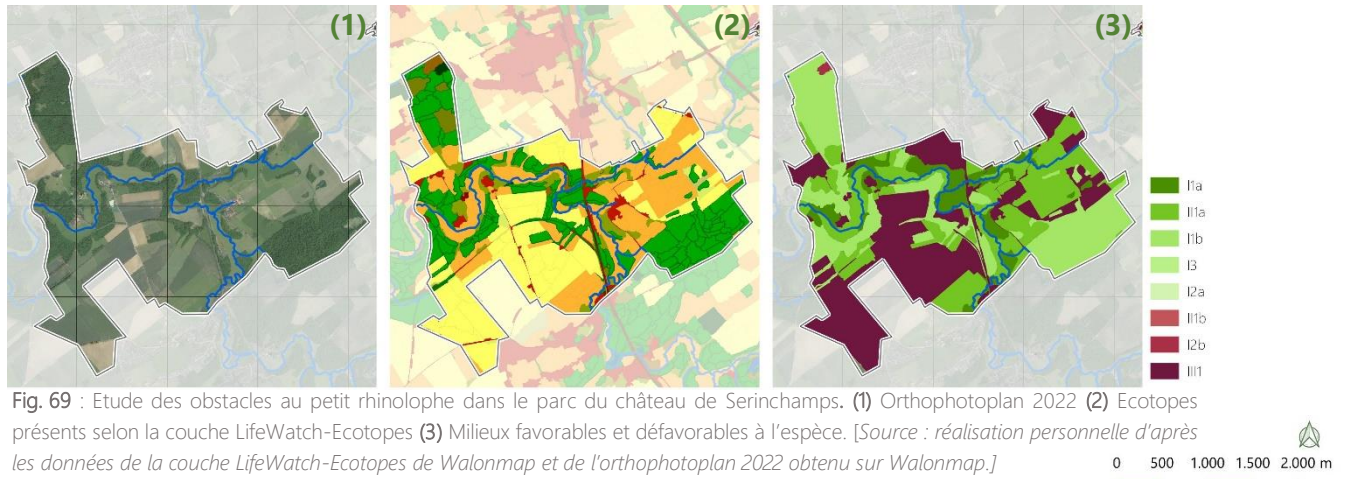 (1)
(2)
(3)
I1a
II1a
I1b
I3
I2a
II1b
I2b
III1
Fig. 69 : Etude des obstacles au petit rhinolophe dans le parc du château de Serinchamps. (1) Orthophotoplan 2022 (2) Ecotopes
présents selon la couche LifeWatch-Ecotopes (3) Milieux favorables et défavorables à l'espèce. [Source : réalisation personnelle d'après
les données de la couche LifeWatch-Ecotopes de Walonmap et de l'orthophotoplan 2022 obtenu sur Walonmap.]
0 500 1.000 1.500 2.000 m